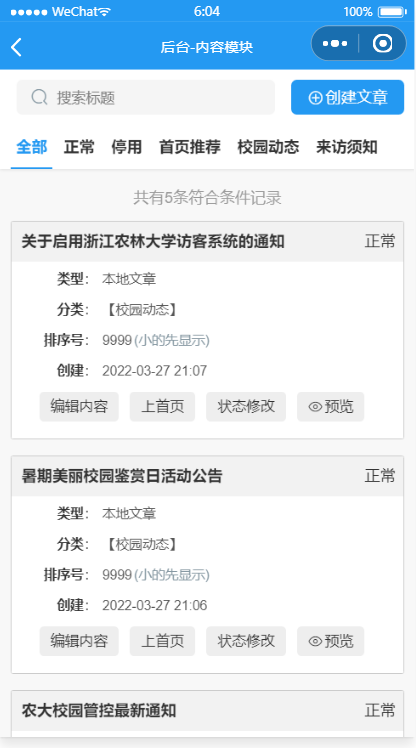 WeChat 6:04 100%
后台-内容模块
搜索标题 创建文章
全部 正常 停用 首页推荐 校园动态 来访须知
共有5条符合条件记录
关于启用浙江农林大学访客系统的通知 正常
类型: 本地文章
分类: 【校园动态】
排序号: 9999 (小的先显示)
创建: 2022-03-27 21:07
编辑内容 上首页 状态修改 预览
暑期美丽校园鉴赏日活动公告 正常
类型: 本地文章
分类: 【校园动态】
排序号: 9999 (小的先显示)
创建: 2022-03-27 21:06
编辑内容 上首页 状态修改 预览
农大校园管控最新通知 正常